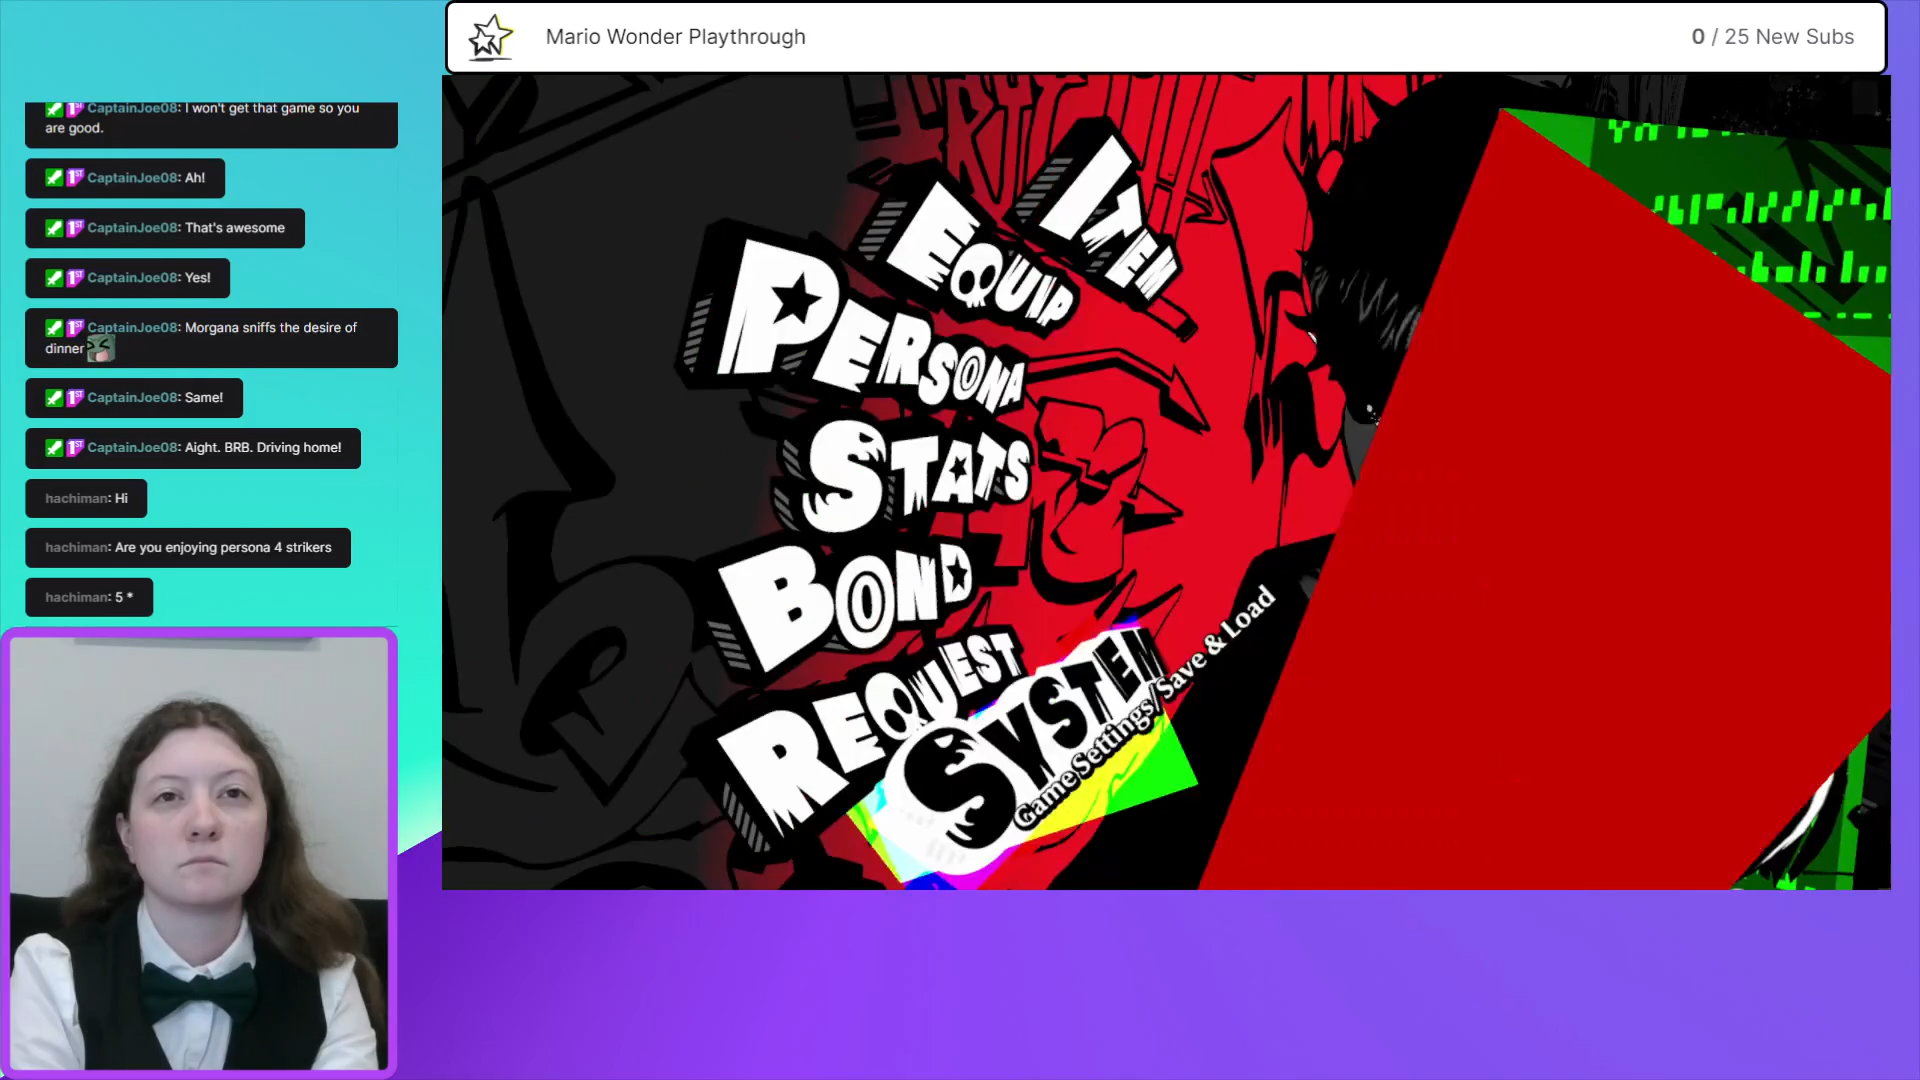 Mario Wonder Playthrough
0 / 25 New Subs
CaptainJoe08: I won't get that game so you
are good.
CaptainJoe08: Ah!
CaptainJoe08: That's awesome
CaptainJoe08: Yes!
CaptainJoe08: Morgana sniffs the desire of
dinner
CaptainJoe08: Same!
CaptainJoe08: Aight. BRB. Driving home!
hachiman: Hi
hachiman: Are you enjoying persona 4 strikers
hachiman: 5 *
ITEM
EQUIP
PERSONA
STATS
BOND
REQUEST
SYSTEM
Game Settings/Save & Load